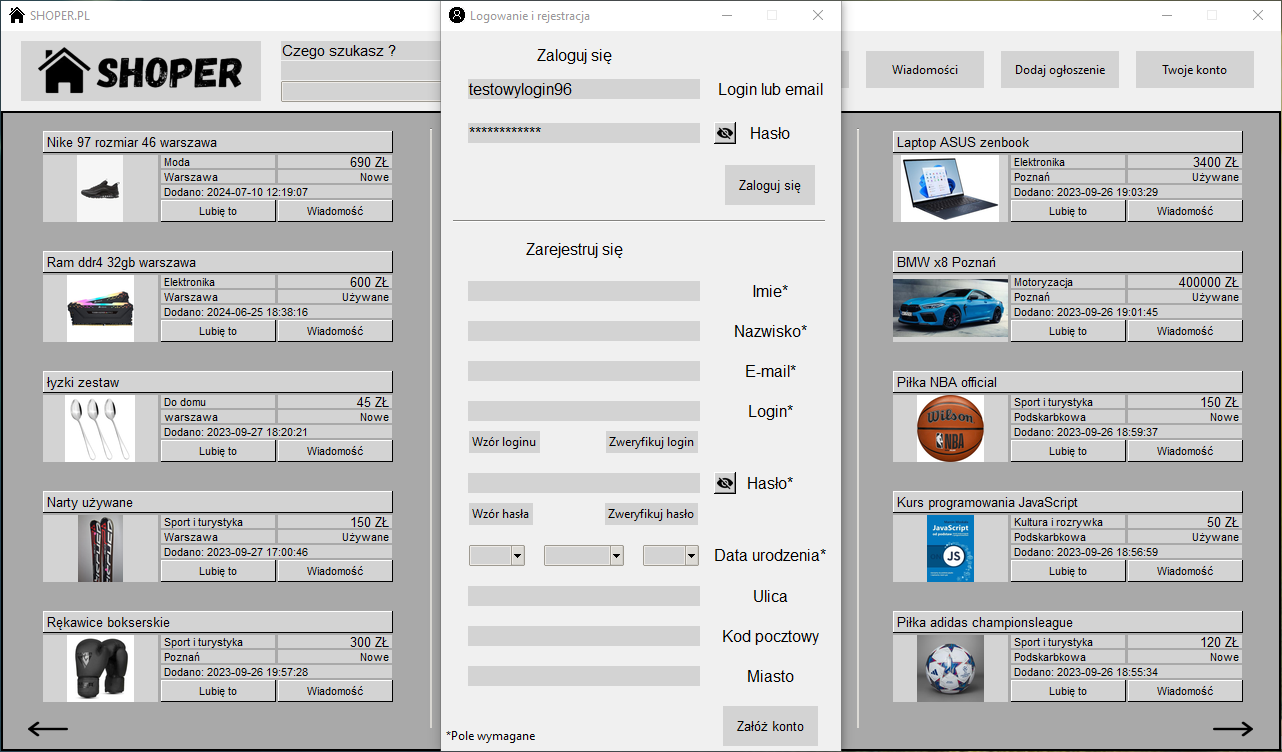 SHOPER.PL
SHOPER
Czego szukasz ?
Wiadomości
Dodaj ogłoszenie
Twoje konto
Nike 97 rozmiar 46 warszawa
Moda 690 ZŁ
Warszawa Nowe
Dodano: 2024-07-10 12:19:07
Lubię to Wiadomość
Ram ddr4 32gb warszawa
Elektronika 600 ZŁ
Warszawa Używane
Dodano: 2024-06-25 18:38:16
Lubię to Wiadomość
łyzki zestaw
Do domu 45 ZŁ
warszawa Nowe
Dodano: 2023-09-27 18:20:21
Lubię to Wiadomość
Narty używane
Sport i turystyka 150 ZŁ
Warszawa Używane
Dodano: 2023-09-27 17:00:46
Lubię to Wiadomość
Rękawice bokserskie
Sport i turystyka 300 ZŁ
Poznań Nowe
Dodano: 2023-09-26 19:57:28
Lubię to Wiadomość
Logowanie i rejestracja
Zaloguj się
testowylogin96 Login lub email
************ Hasło
Zaloguj się
Zarejestruj się
Imie*
Nazwisko*
E-mail*
Login*
Wzór loginu Zweryfikuj login
Hasło*
Wzór hasła Zweryfikuj hasło
Data urodzenia*
Ulica
Kod pocztowy
Miasto
Załóż konto
*Pole wymagane
Laptop ASUS zenbook
Elektronika 3400 ZŁ
Poznań Używane
Dodano: 2023-09-26 19:03:29
Lubię to Wiadomość
BMW x8 Poznań
Motoryzacja 400000 ZŁ
Poznań Używane
Dodano: 2023-09-26 19:01:45
Lubię to Wiadomość
Piłka NBA official
Wilson
NBA
Sport i turystyka 150 ZŁ
Podskarbkowa Nowe
Dodano: 2023-09-26 18:59:37
Lubię to Wiadomość
Kurs programowania JavaScript
JavaScript
JS
Kultura i rozrywka 50 ZŁ
Podskarbkowa Używane
Dodano: 2023-09-26 18:56:59
Lubię to Wiadomość
Piłka adidas championsleague
Sport i turystyka 120 ZŁ
Podskarbkowa Nowe
Dodano: 2023-09-26 18:55:34
Lubię to Wiadomość